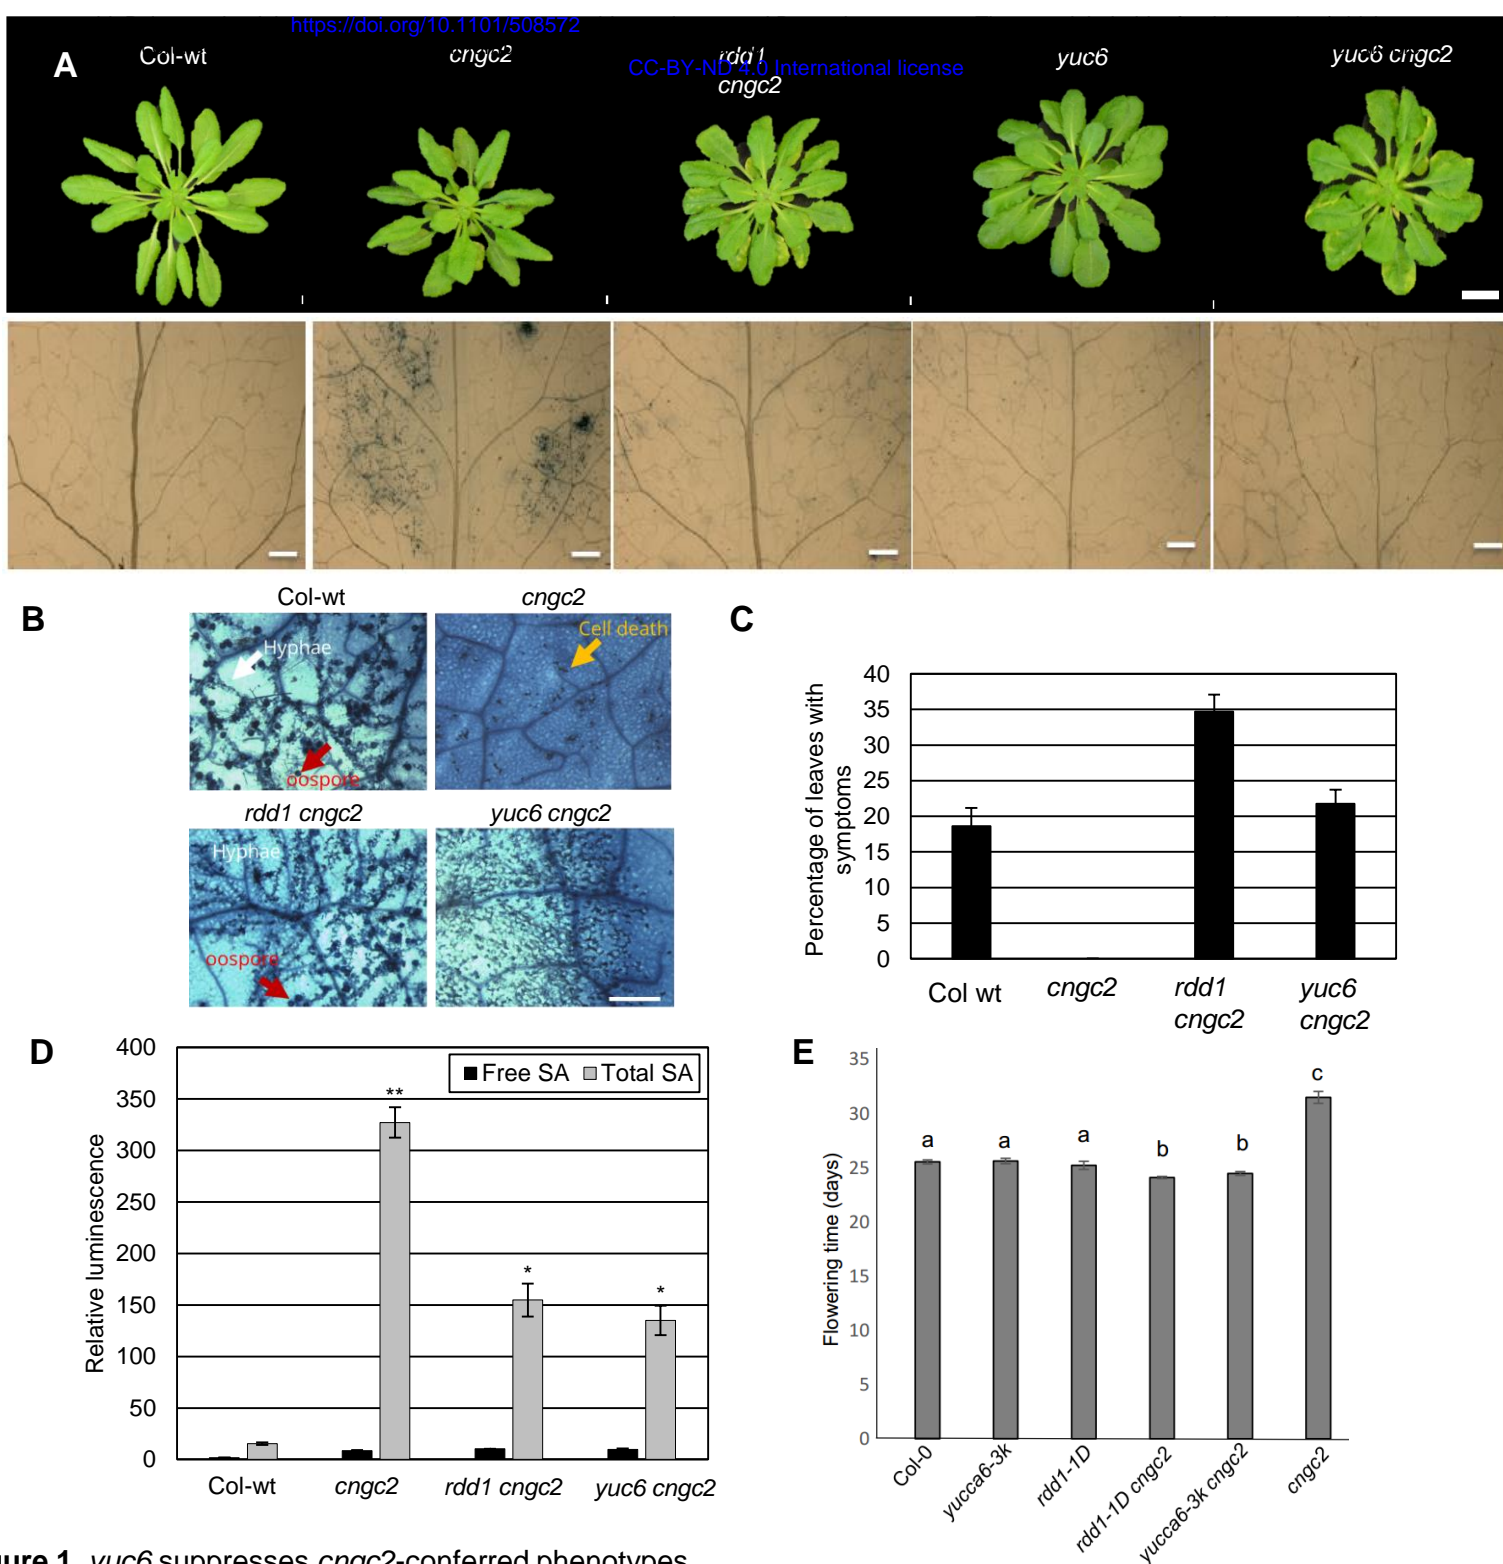 https://doi.org/10.1101/508572
A
Col-wt
cngc2
rdd1
cngc2
yuc6
yuc6 cngc2
CC-BY-ND 4.0 International license
B
Col-wt
cngc2
Hyphae
oospore
Cell death
rdd1 cngc2
yuc6 cngc2
Hyphae
oospore
C
Percentage of leaves with
symptoms
40
35
30
25
20
15
10
5
0
Col wt
cngc2
rdd1
cngc2
yuc6
cngc2
D
Relative luminescence
400
350
300
250
200
150
100
50
0
Free SA Total SA
**
*
*
Col-wt
cngc2
rdd1 cngc2
yuc6 cngc2
E
Flowering time (days)
35
30
25
20
15
10
5
0
a
a
a
b
b
c
Col-0
yucca6-3k
rdd1-1D
rdd1-1D cngc2
yucca6-3k cngc2
cngc2
gure 1. yuc6 suppresses cngc2-conferred phenotypes